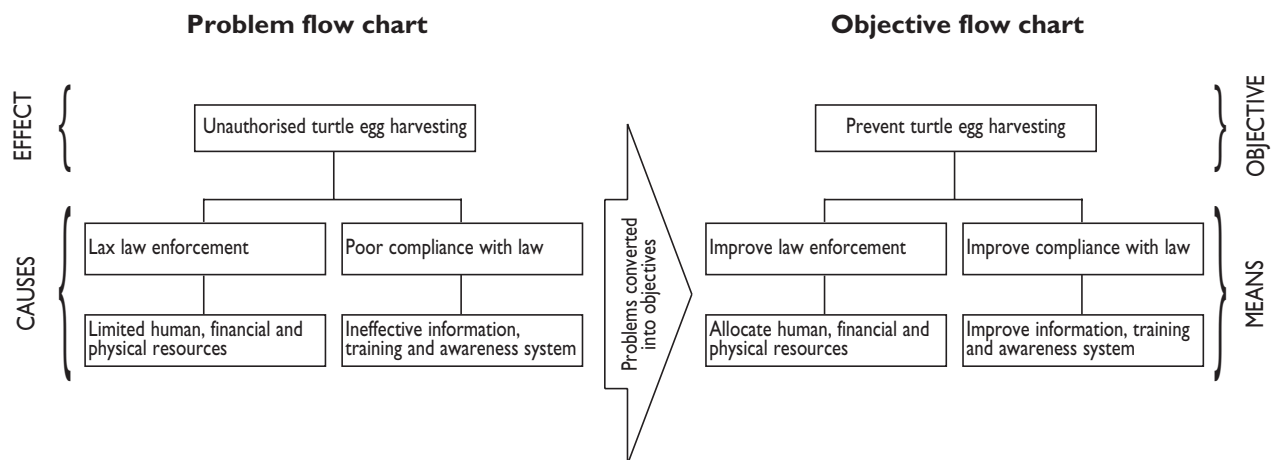 Problem flow chart
EFFECT
Unauthorised turtle egg harvesting
CAUSES
Lax law enforcement
Poor compliance with law
Limited human, financial and
physical resources
Ineffective information,
training and awareness system
Problems converted
into objectives
Objective flow chart
Prevent turtle egg harvesting
OBJECTIVE
Improve law enforcement
Improve compliance with law
Allocate human, financial and
physical resources
Improve information, training
and awareness system
MEANS